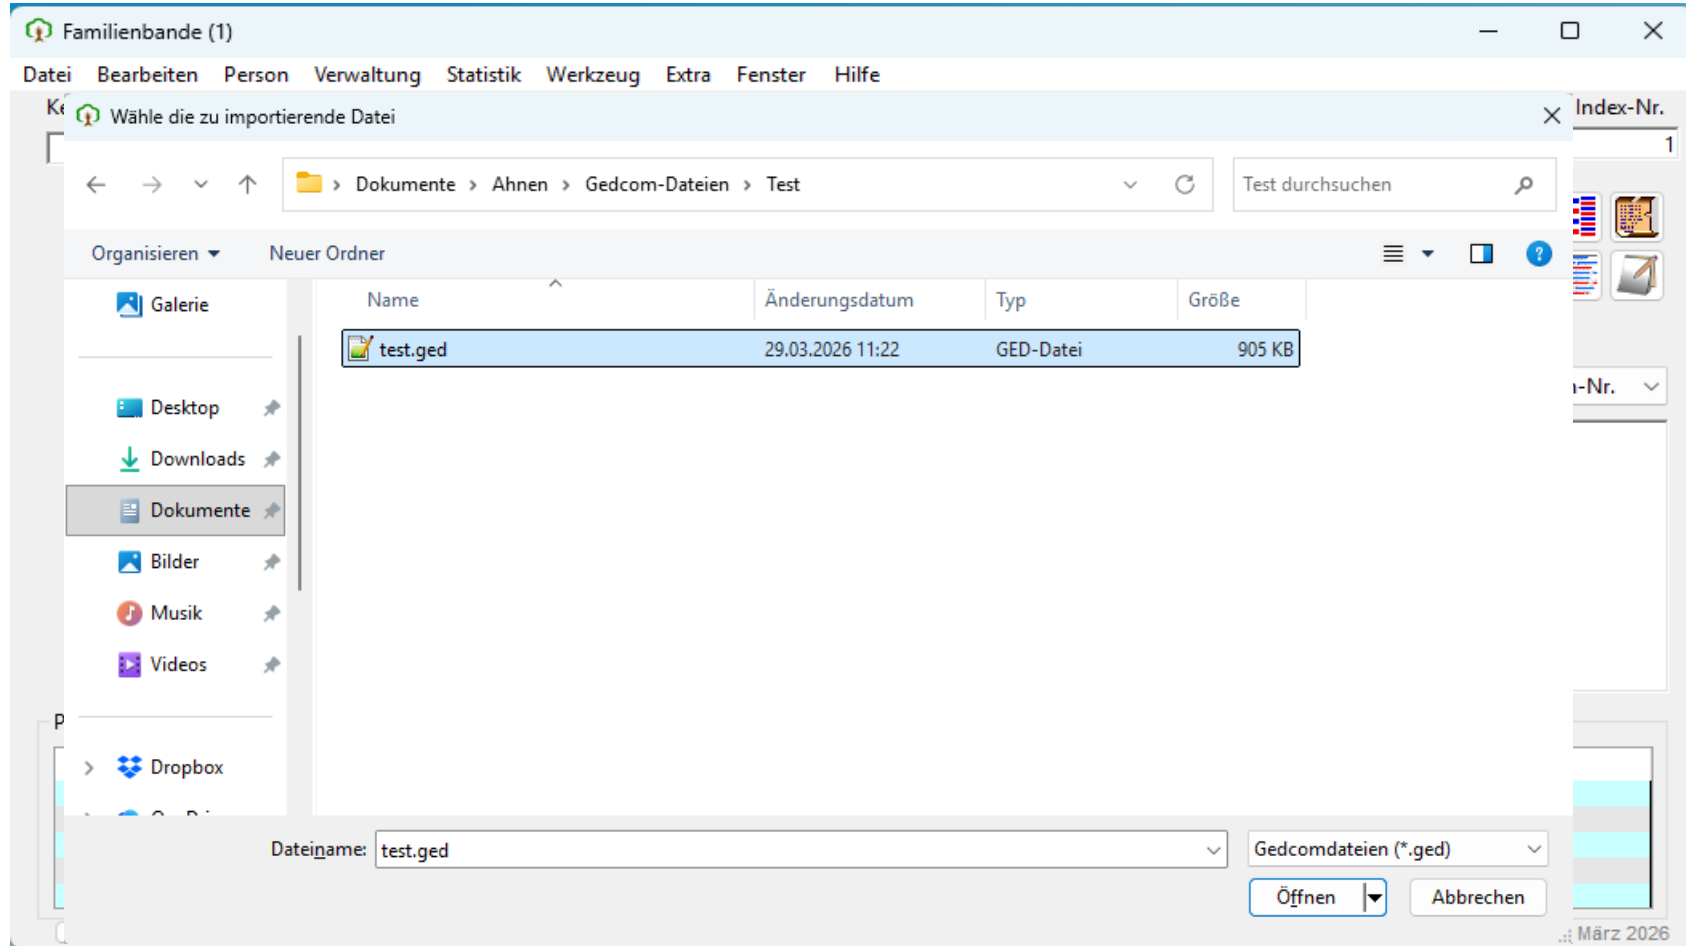 Familienbande (1)
Datei Bearbeiten Person Verwaltung Statistik Werkzeug Extra Fenster Hilfe
Wähle die zu importierende Datei
Index-Nr.
1
Dokumente > Ahnen > Gedcom-Dateien > Test
Test durchsuchen
Organisieren Neuer Ordner
Galerie
Name Änderungsdatum Typ Größe
test.ged 29.03.2026 11:22 GED-Datei 905 KB
-Nr.
Desktop
Downloads
Dokumente
Bilder
Musik
Videos
P
Dropbox
Dateiname: test.ged Gedcomdateien (*.ged)
Öffnen Abbrechen
März 2026